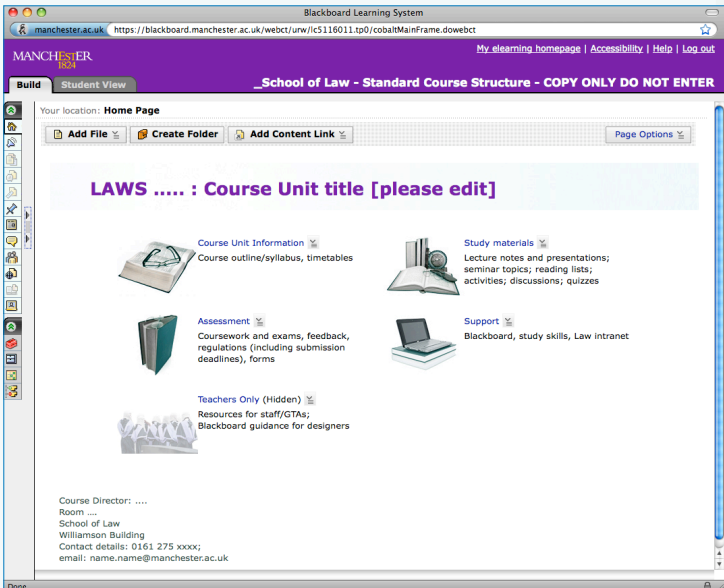 Blackboard Learning System
manchester.ac.uk https://blackboard.manchester.ac.uk/webct/urw/lc5116011.tp0/cobaltMainFrame.dowebct
My elearning homepage | Accessibility | Help | Log out
MANCHESTER
1824
Build Student View _School of Law - Standard Course Structure - COPY ONLY DO NOT ENTER
Your location: Home Page
Add File Create Folder Add Content Link Page Options
LAWS ..... : Course Unit title [please edit]
Course Unit Information
Course outline/syllabus, timetables
Study materials
Lecture notes and presentations;
seminar topics; reading lists;
activities; discussions; quizzes
Assessment
Coursework and exams, feedback,
regulations (including submission
deadlines), forms
Support
Blackboard, study skills, Law intranet
Teachers Only (Hidden)
Resources for staff/GTAs;
Blackboard guidance for designers
Course Director: ....
Room ....
School of Law
Williamson Building
Contact details: 0161 275 xxxx;
email: name.name@manchester.ac.uk
Done